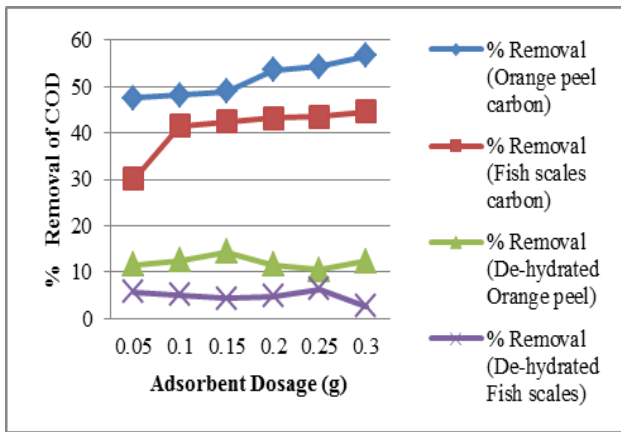 60
50
40
30
20
10
0
% Removal of COD
0.05 0.1 0.15 0.2 0.25 0.3
Adsorbent Dosage (g)
% Removal
(Orange peel
carbon)
% Removal
(Fish scales
carbon)
% Removal
(De-hydrated
Orange peel)
% Removal
(De-hydrated
Fish scales)